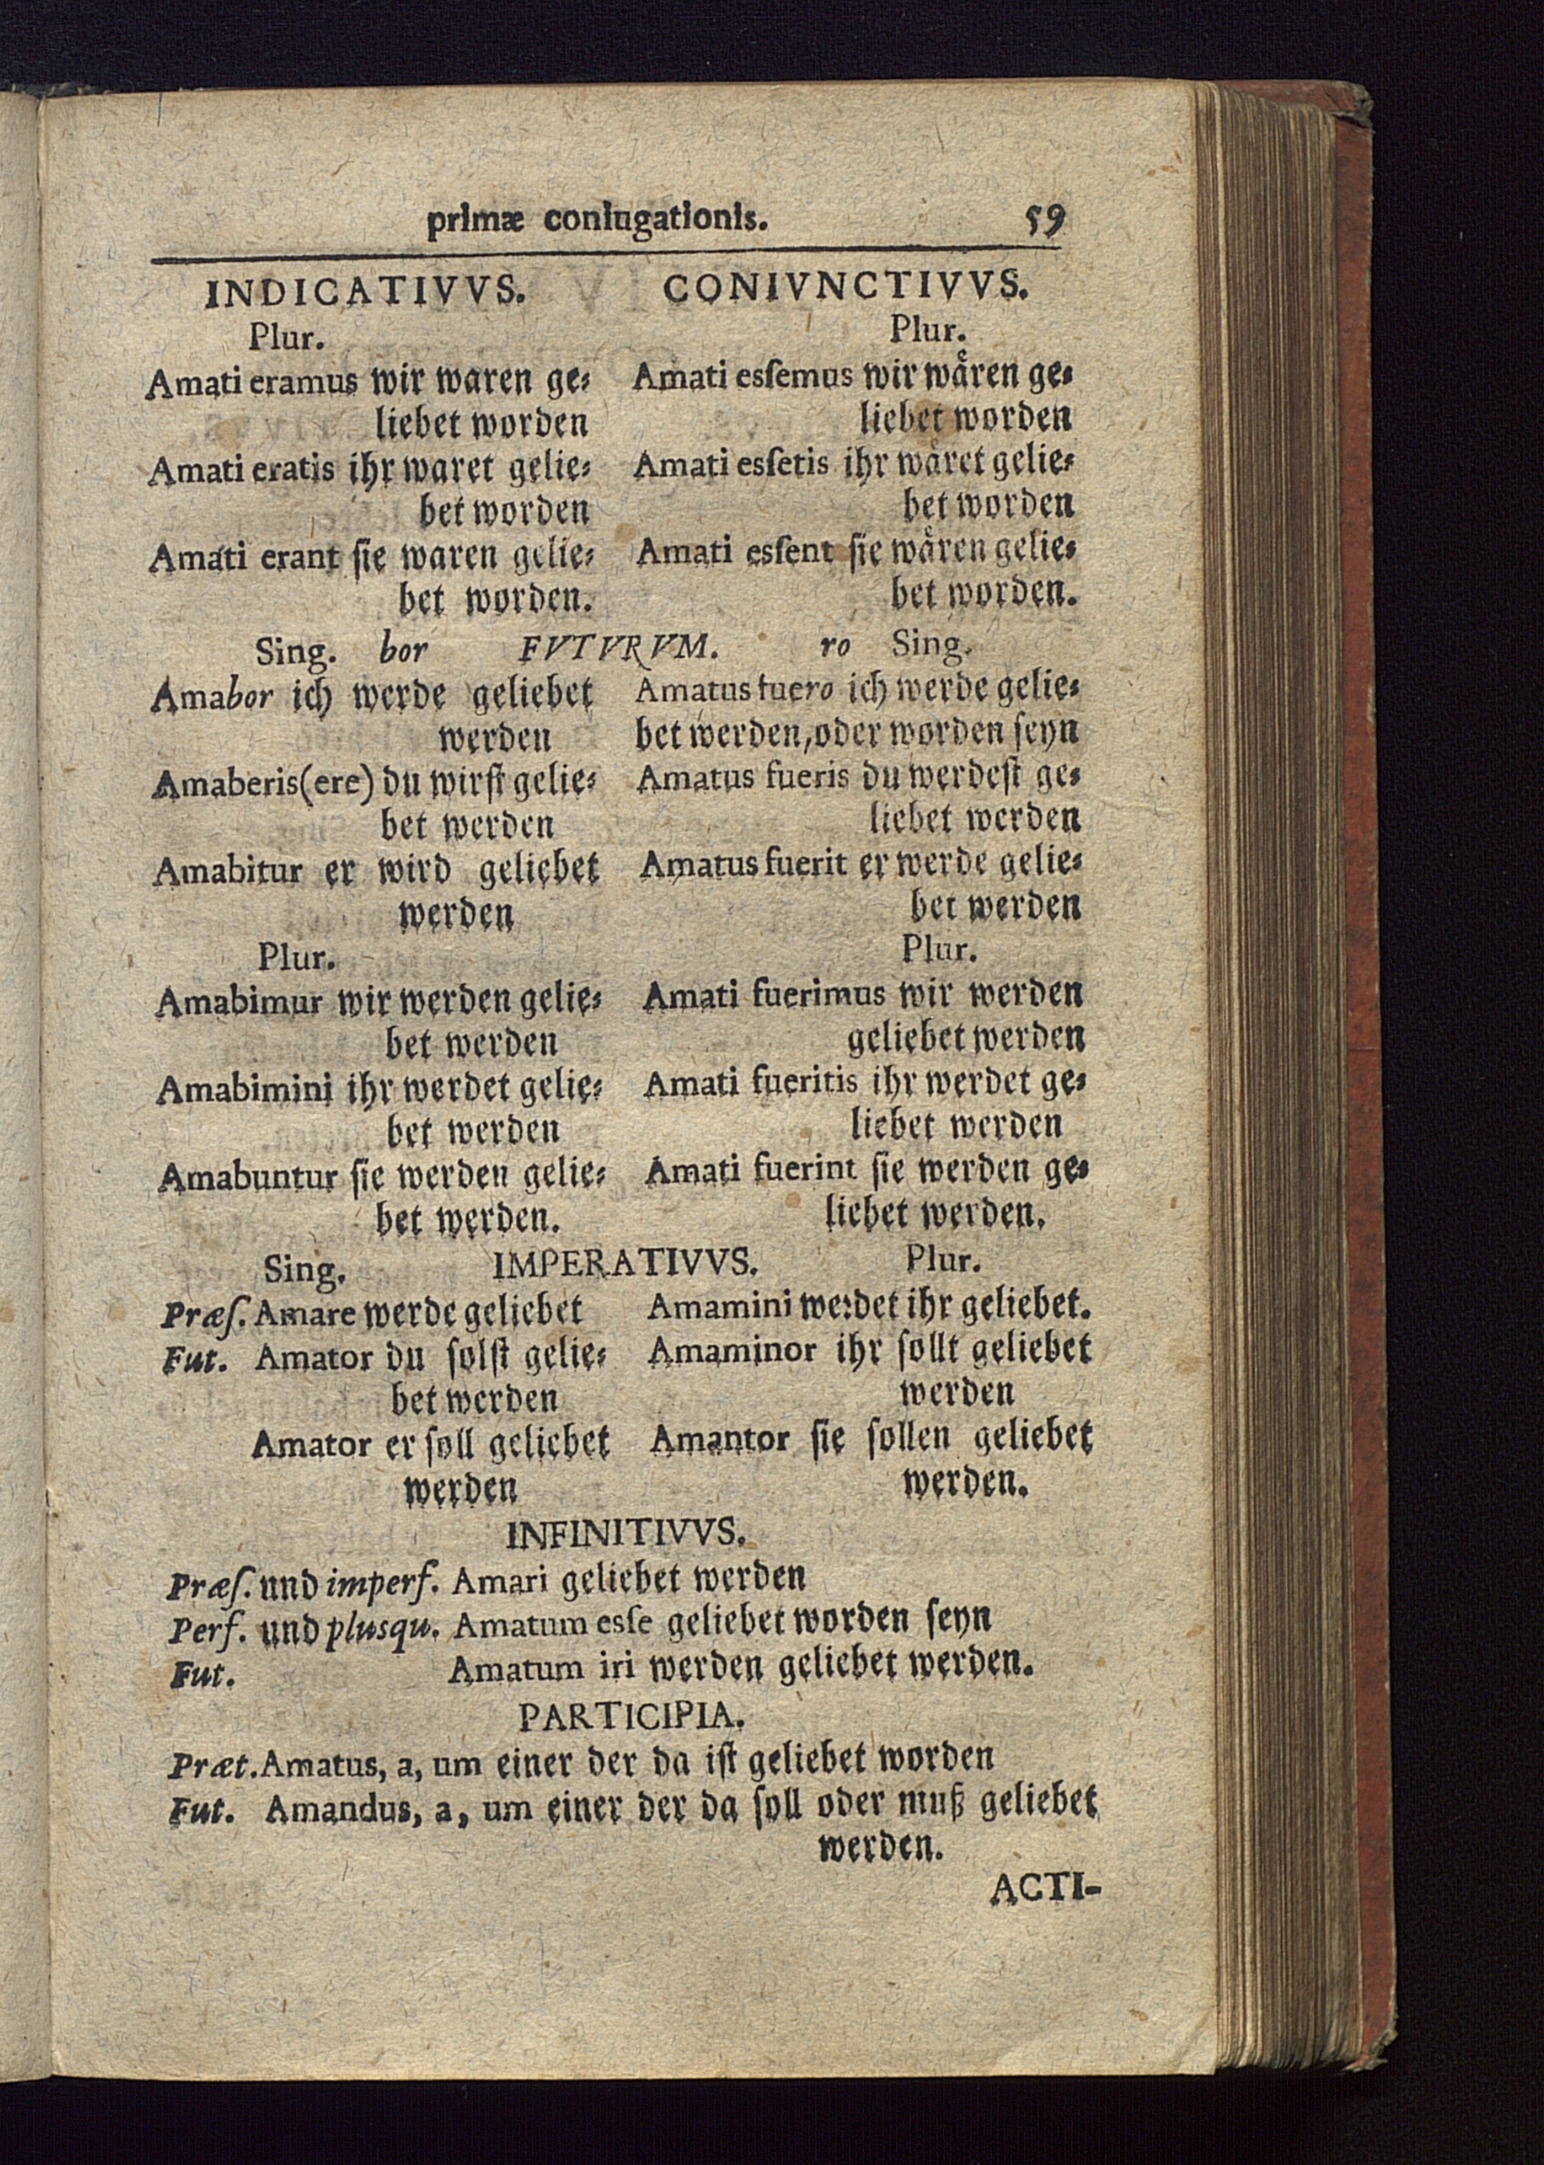 primæ coniugationis. 59
INDICATIVVS. CONIVNCTIVVS.
Plur. Plur.
Amati eramus wir waren ge⸗ Amati esſemus wir waͤren ge⸗
liebet worden liebet worden
Amati eratis ihr waret gelie⸗ Amati esſetis ihr waͤret gelie⸗
bet worden bet worden
Amati erant sie waren gelie⸗ Amati esſent sie waͤren gelie⸗
bet worden. bet worden.
Sing. bor FVTVRVM. ro Sing.
Amabor ich werde geliebet Amatus fuero ich werde gelie⸗
werden bet werden, oder worden ſeyn
Amaberis(ere) du wirſt gelie⸗ Amatus fueris du werdeſt ge⸗
bet werden liebet werden
Amabitur er wird geliebet Amatus fuerit er werde gelie⸗
werden bet werden
Plur. Plur.
Amabimur wir werden gelie⸗ Amati fuerimus wir werden
bet werden geliebet werden
Amabimini ihr werdet gelie⸗ Amati fueritis ihr werdet ge⸗
bet werden liebet werden
Amabuntur ſie werden gelie⸗ Amati fuerint ſie werden ge⸗
bet werden. liebet werden.
Sing. IMPERATIVVS. Plur.
Præſ. Amare werde geliebet Amamini werdet ihr geliebet.
Fut. Amator du ſolſt gelie⸗ Amaminor ihr ſollt geliebet
bet werden werden
Amator er ſoll geliebet Amantor ſie ſollen geliebet
werden werden.
INFINITIVVS.
Præſ. und imperf. Amari geliebet werden
Perf. und plusqu. Amatum esſe geliebet worden ſeyn
Fut. Amatum iri werden geliebet werden.
PARTICIPIA.
Præt. Amatus, a, um einer der da iſt geliebet worden
Fut. Amandus, a, um einer der da ſoll oder muß geliebet
werden.
ACTI-